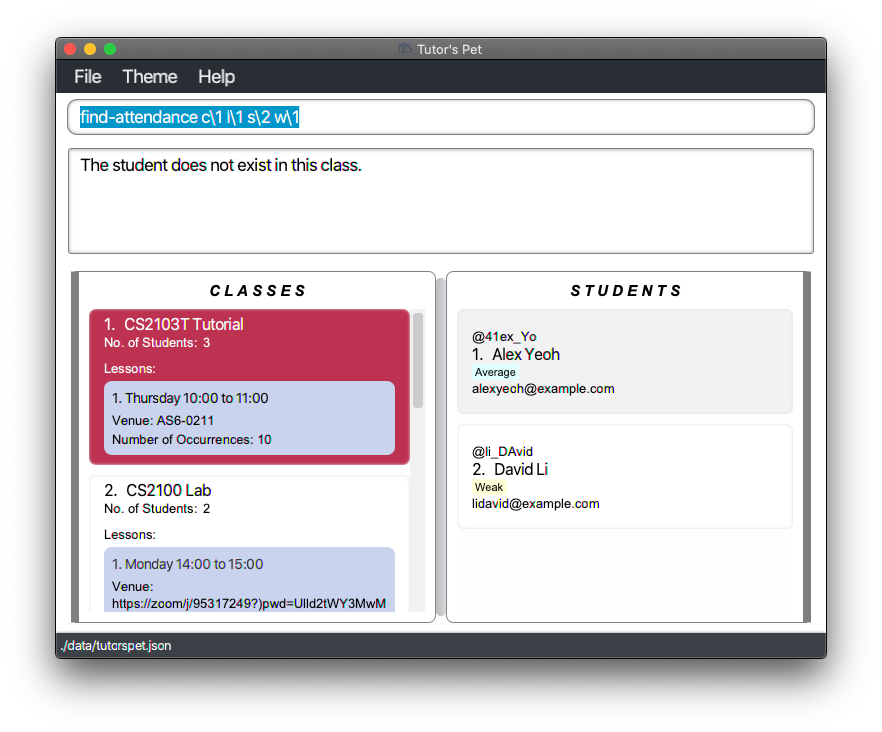 Tutor's Pet
File Theme Help
find-attendance c\1 l\1 s\2 w\1
The student does not exist in this class.
CLASSES
1. CS2103T Tutorial
No. of Students: 3
Lessons:
1. Thursday 10:00 to 11:00
Venue: AS6-0211
Number of Occurrences: 10
2. CS2100 Lab
No. of Students: 2
Lessons:
1. Monday 14:00 to 15:00
Venue:
https://zoom/j/95317249?)pwd=Ulld2tWY3MwM
STUDENTS
@41ex_Yo
1. Alex Yeoh
Average
alexyeoh@example.com
@li_DAvid
2. David Li
Weak
lidavid@example.com
./data/tutorspet.json